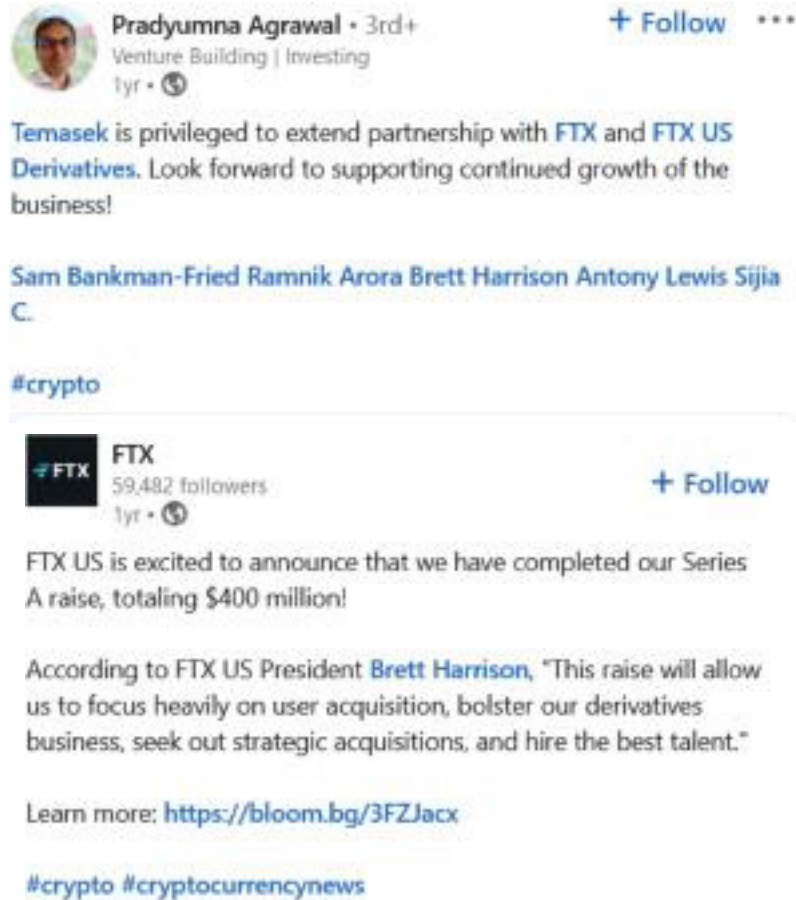 Pradyumna Agrawal • 3rd+
+ Follow
Venture Building | Investing
1yr •
Temasek is privileged to extend partnership with FTX and FTX US
Derivatives. Look forward to supporting continued growth of the
business!
Sam Bankman-Fried Ramnik Arora Brett Harrison Antony Lewis Sijia
C.
#crypto
FTX
FTX
59,482 followers
+ Follow
1yr •
FTX US is excited to announce that we have completed our Series
A raise, totaling $400 million!
According to FTX US President Brett Harrison, "This raise will allow
us to focus heavily on user acquisition, bolster our derivatives
business, seek out strategic acquisitions, and hire the best talent."
Learn more: https://bloom.bg/3FZJacx
#crypto #cryptocurrencynews